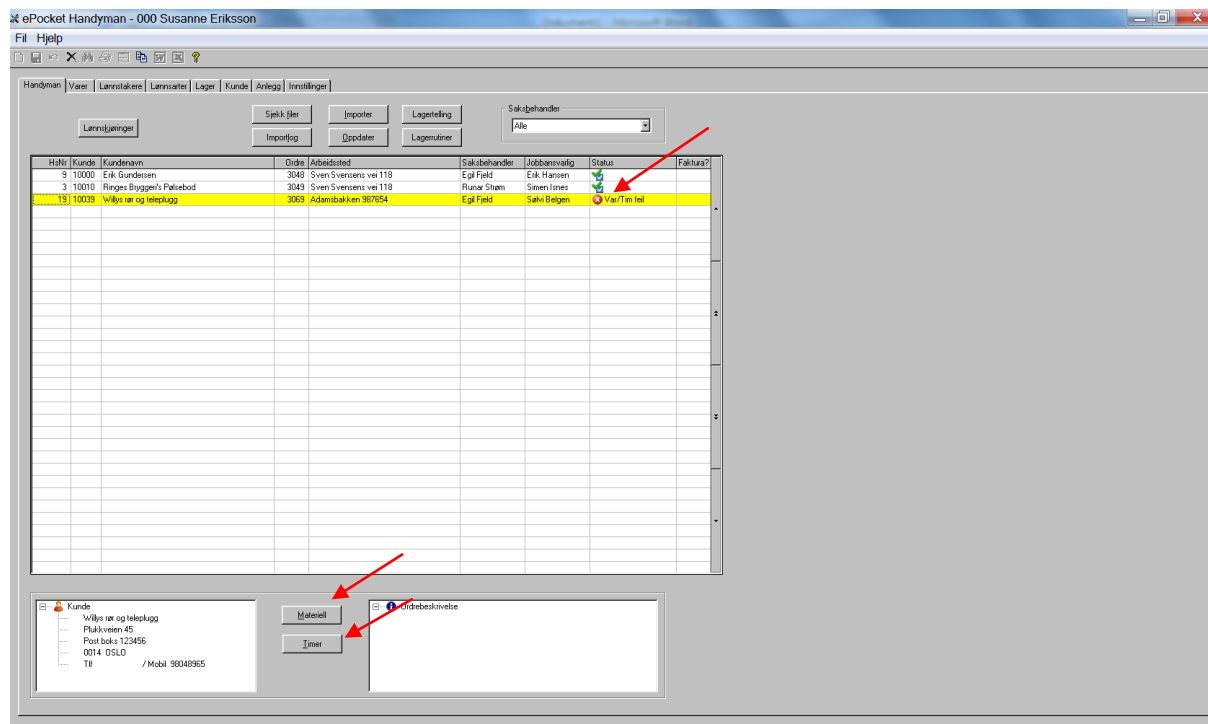 ePocket Handyman - 000 Susanne Eriksson
Fil Hjelp
Handyman Varer Lønnstakere Lønnsarter Lager Kunde Anlegg Innstillinger
Lønnskjøringer
Sjekk filer Importer Lagertelling
Importlog Oppdater Lagerrutiner
Saksbehandler
Alle
HsNr Kunde Kundenavn Ordre Arbeidssted Saksbehandler Jobbansvarlig Status Faktura?
9 10000 Erik Gundersen 3048 Sven Svensens vei 118 Egil Fjeld Erik Hansen
3 10010 Ringes Bryggeri's Pølsebod 3049 Sven Svensens vei 118 Runar Strøm Simen Isnes
19 10039 Willys rør og teleplugg 3069 Adamsbakken 987654 Egil Fjeld Sølvi Belgen Var/Tim feil
Kunde
Willys rør og teleplugg
Plukkveien 45
Post boks 123456
0014 OSLO
Tlf / Mobil 98048965
Materiell
Timer
Ordrebeskrivelse